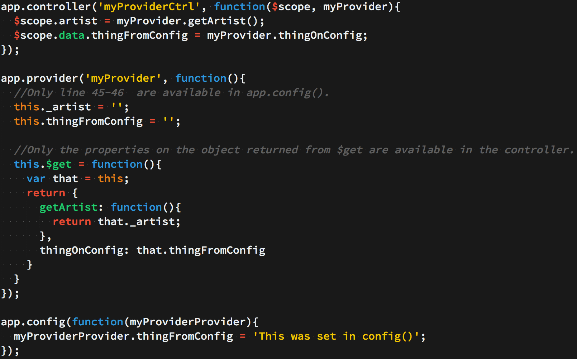 app.controller('myProviderCtrl', function($scope, myProvider){
  $scope.artist = myProvider.getArtist();
  $scope.data.thingFromConfig = myProvider.thingOnConfig;
});

app.provider('myProvider', function(){
  //Only line 45-46  are available in app.config().
  this._artist = '';
  this.thingFromConfig = '';

  //Only the properties on the object returned from $get are available in the controller.
  this.$get = function(){
    var that = this;
    return {
      getArtist: function(){
        return that._artist;
      },
      thingOnConfig: that.thingFromConfig
    }
  }
});

app.config(function(myProviderProvider){
  myProviderProvider.thingFromConfig = 'This was set in config()';
});